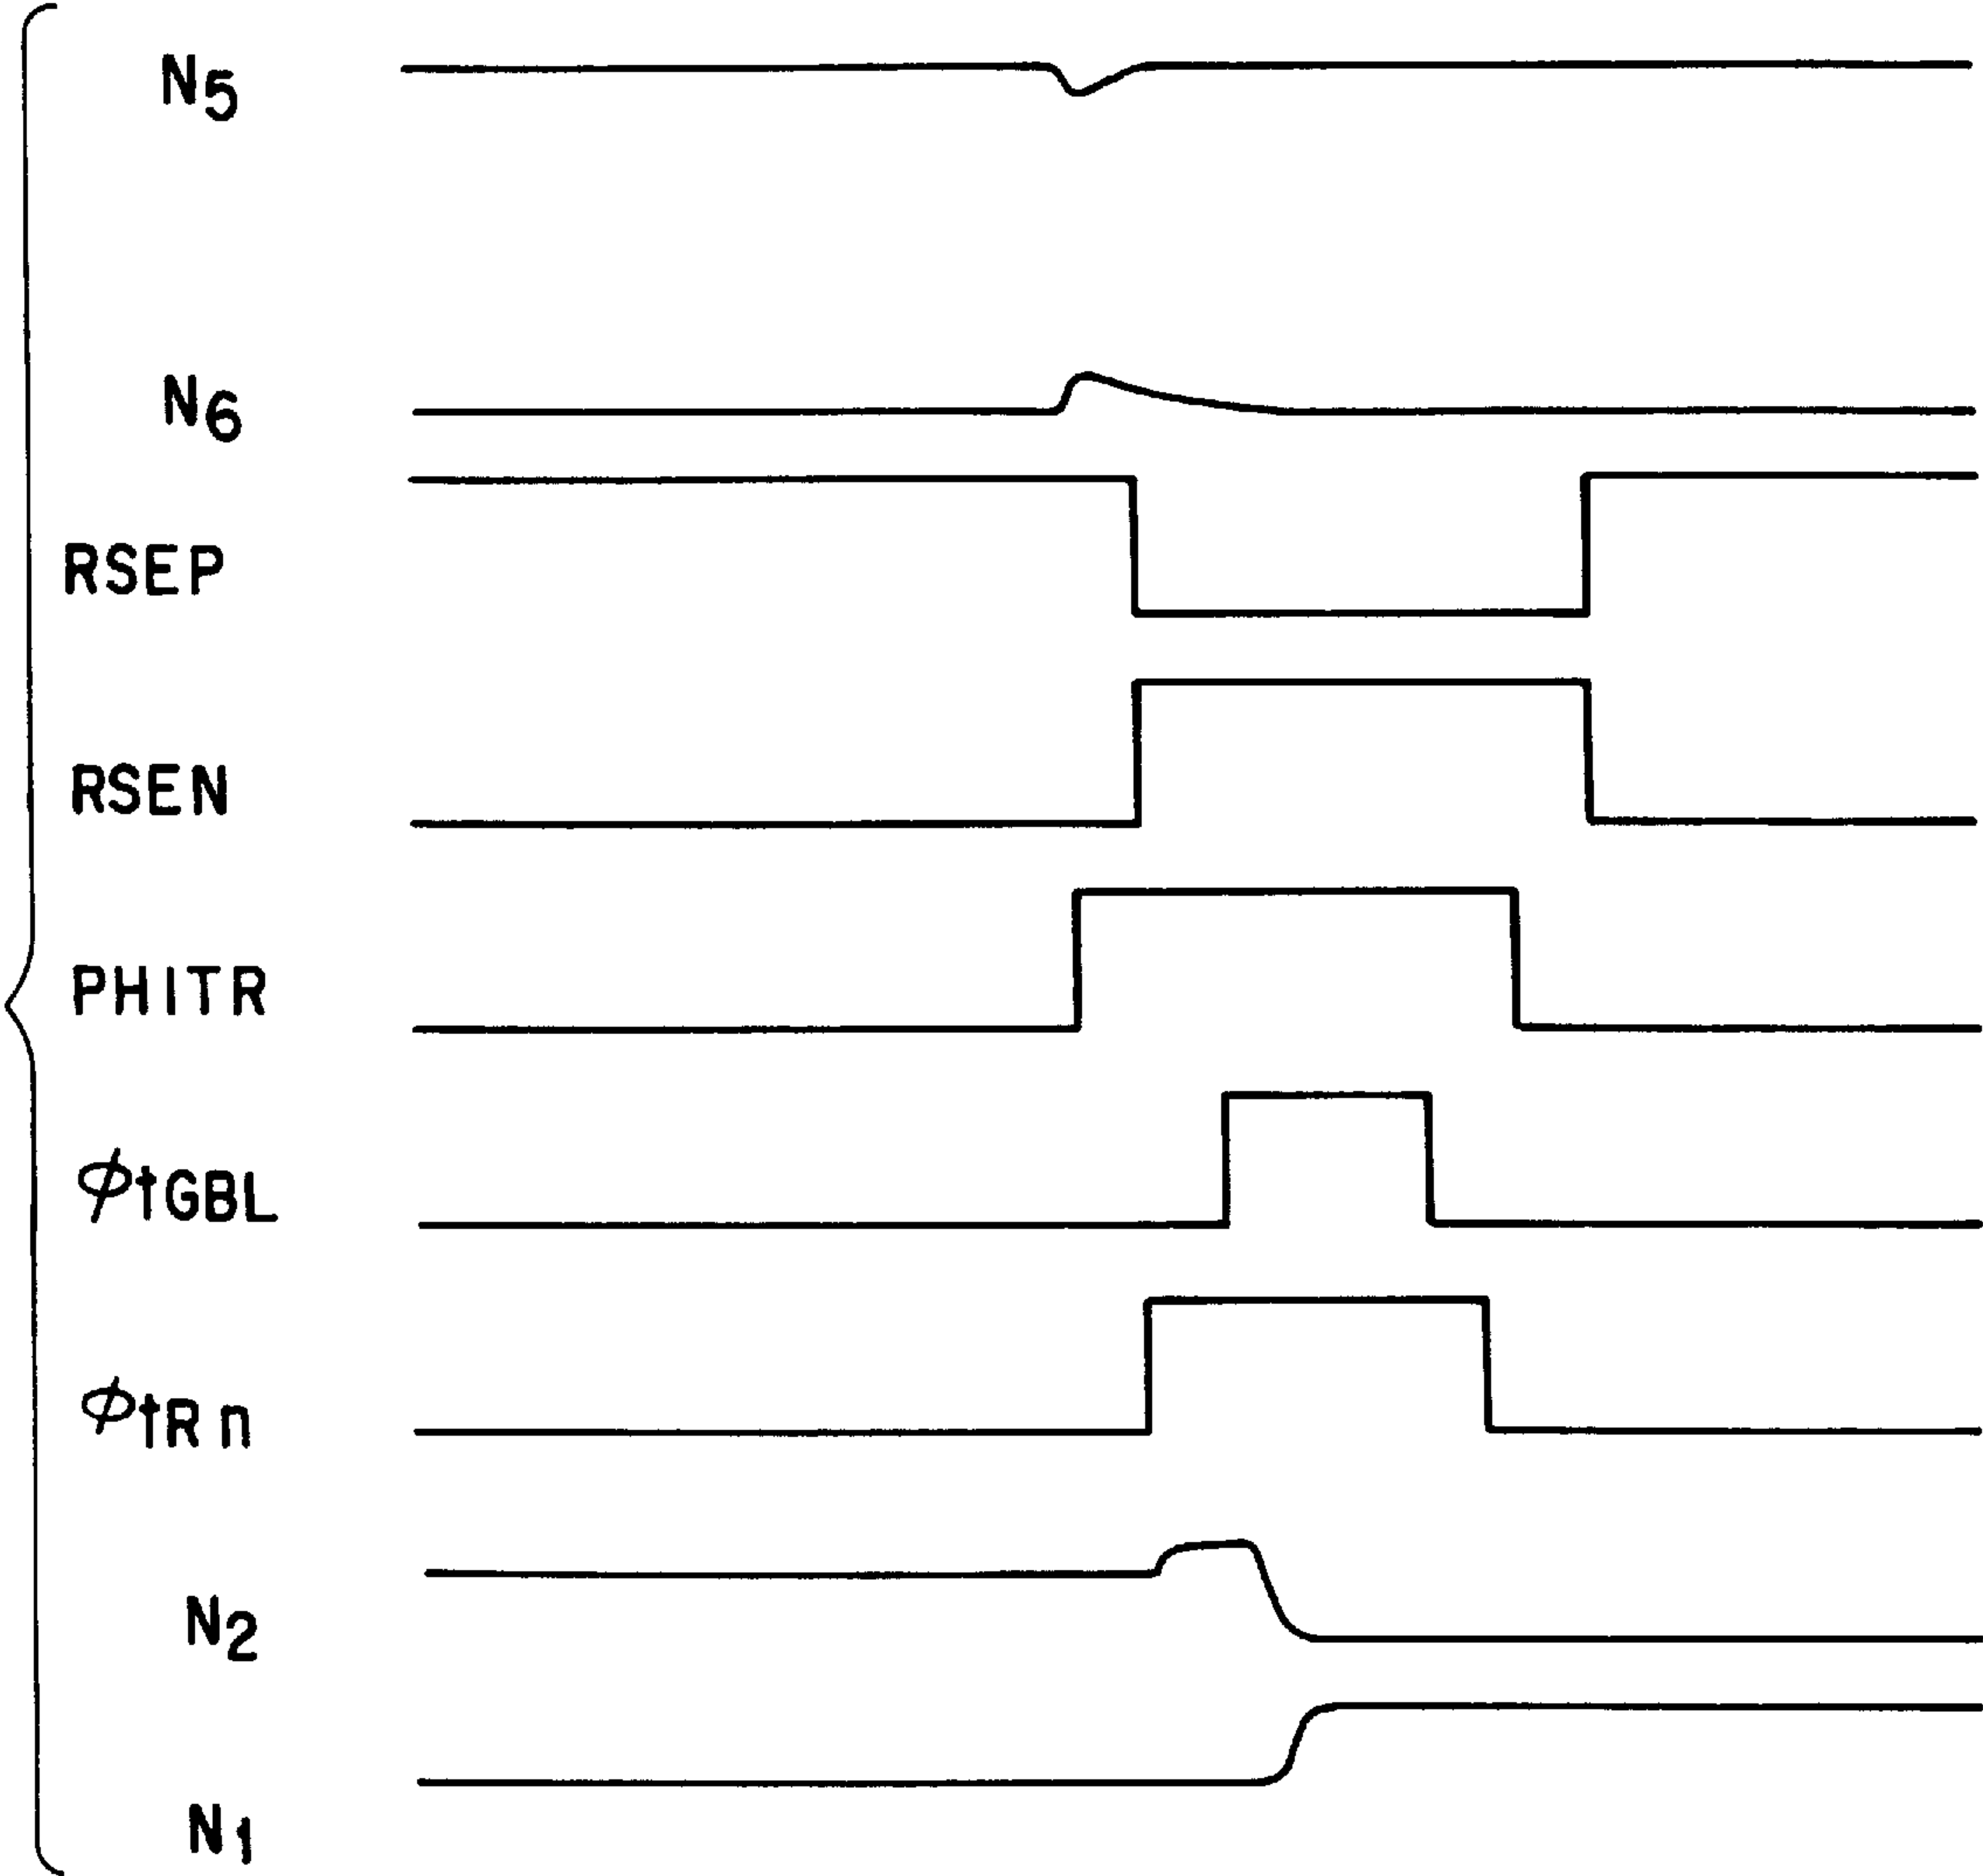 N5
N6
RSEP
RSEN
PHITR
φtGBL
φtRn
N2
N1